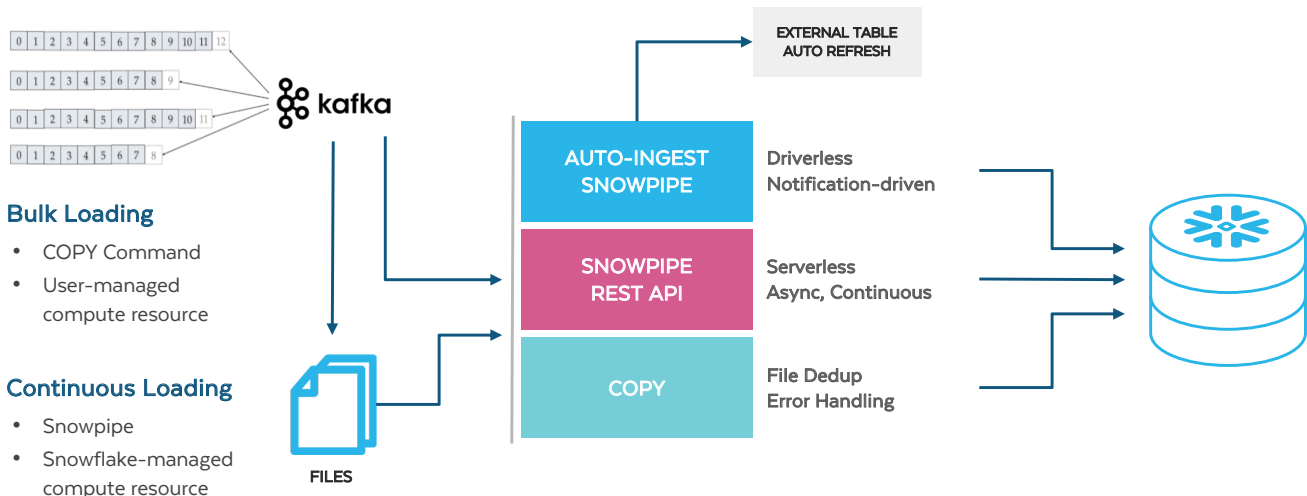 0 1 2 3 4 5 6 7 8 9 10 11 12
0 1 2 3 4 5 6 7 8 9
0 1 2 3 4 5 6 7 8 9 10 11
0 1 2 3 4 5 6 7 8
kafka
Bulk Loading
• COPY Command
• User-managed
compute resource
Continuous Loading
• Snowpipe
• Snowflake-managed
compute resource
FILES
EXTERNAL TABLE
AUTO REFRESH
AUTO-INGEST
SNOWPIPE
Driverless
Notification-driven
SNOWPIPE
REST API
Serverless
Async, Continuous
COPY
File Dedup
Error Handling